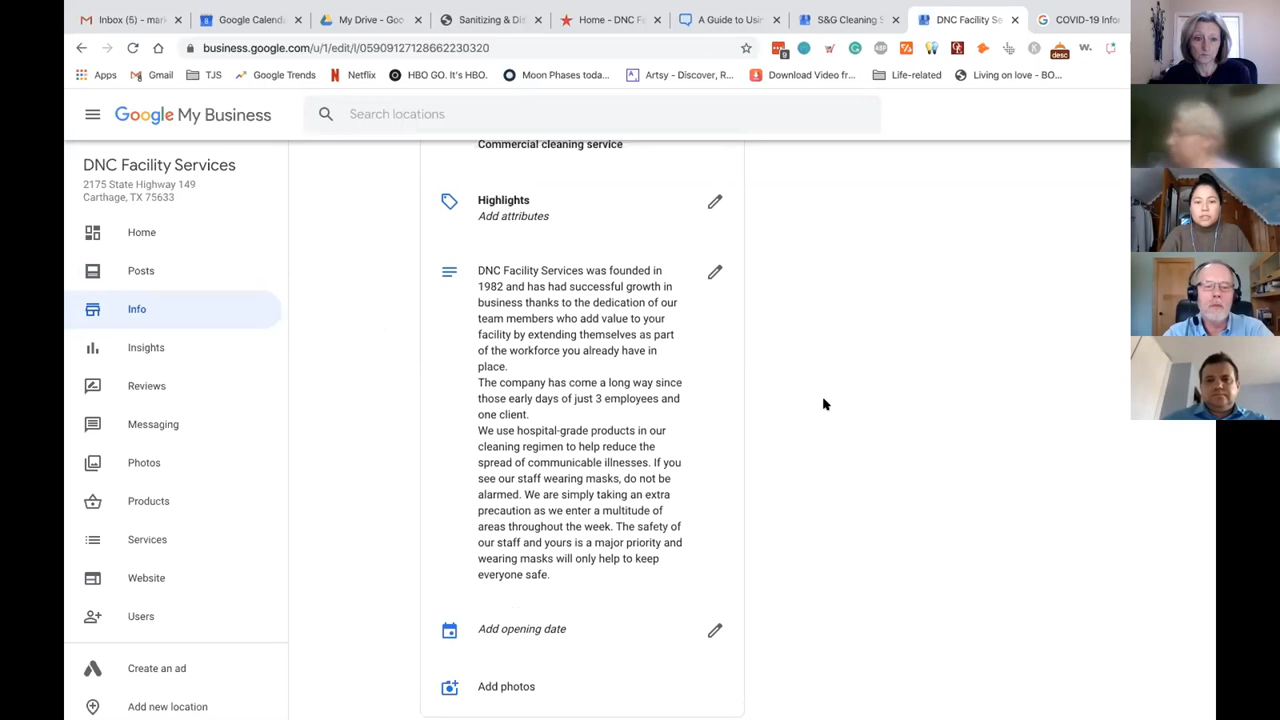 Inbox (5) - mar
Google Calenda
My Drive - Goo
Sanitizing & Di
Home - DNC Fa
A Guide to Usin
S&G Cleaning S
DNC Facility Se
COVID-19 Infor
business.google.com/u/1/edit/l/05909127128662230320
Apps
Gmail
TJS
Google Trends
Netflix
HBO GO. It's HBO.
Moon Phases toda...
Artsy - Discover, R...
Download Video fr...
Life-related
Living on love - BO...
Google My Business
Search locations
DNC Facility Services
2175 State Highway 149
Carthage, TX 75633
Home
Posts
Info
Insights
Reviews
Messaging
Photos
Products
Services
Website
Users
Create an ad
Add new location
Commercial cleaning service
Highlights
Add attributes
DNC Facility Services was founded in
1982 and has had successful growth in
business thanks to the dedication of our
team members who add value to your
facility by extending themselves as part
of the workforce you already have in
place.
The company has come a long way since
those early days of just 3 employees and
one client.
We use hospital-grade products in our
cleaning regimen to help reduce the
spread of communicable illnesses. If you
see our staff wearing masks, do not be
alarmed. We are simply taking an extra
precaution as we enter a multitude of
areas throughout the week. The safety of
our staff and yours is a major priority and
wearing masks will only help to keep
everyone safe.
Add opening date
Add photos